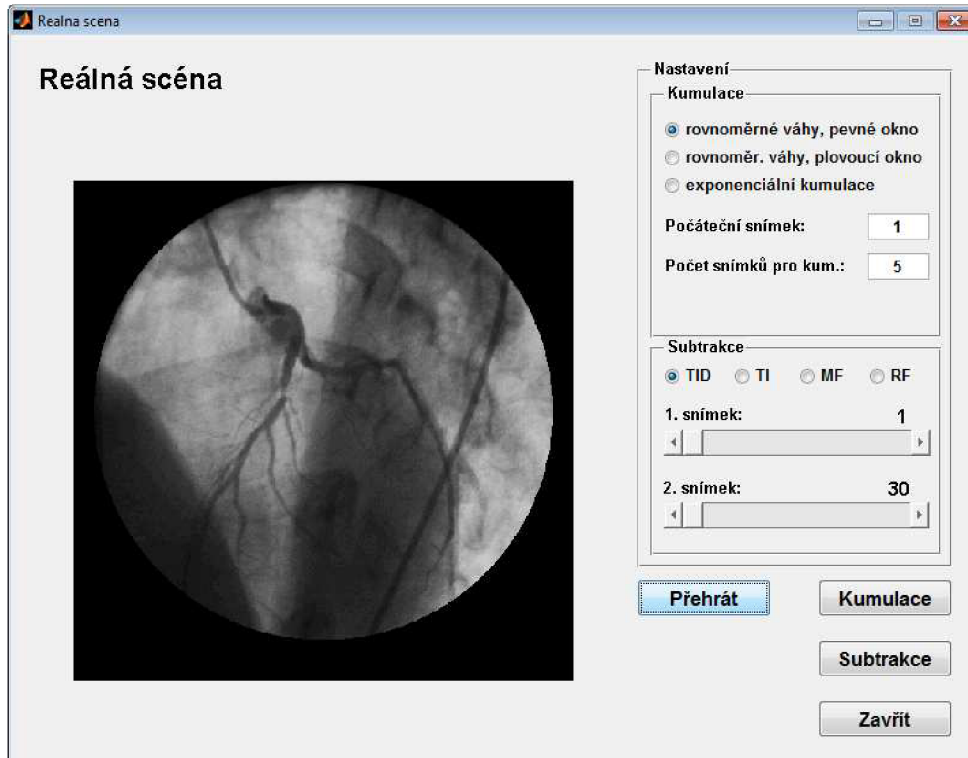 Realna scena
Reálná scéna
Nastavení
Kumulace
rovnoměrné váhy, pevné okno
rovnoměr. váhy, plovoucí okno
exponenciální kumulace
Počáteční snímek: 1
Počet snímků pro kum.: 5
Subtrakce
TID TI MF RF
1. snímek: 1
2. snímek: 30
Přehrát Kumulace
Subtrakce
Zavřít